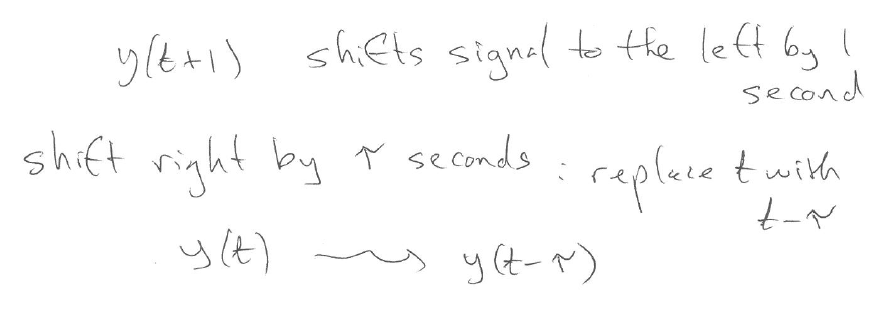 y(t+1) shifts signal to the left by 1
second
shift right by τ seconds : replace t with
t-τ
y(t) ⇝ y(t-τ)